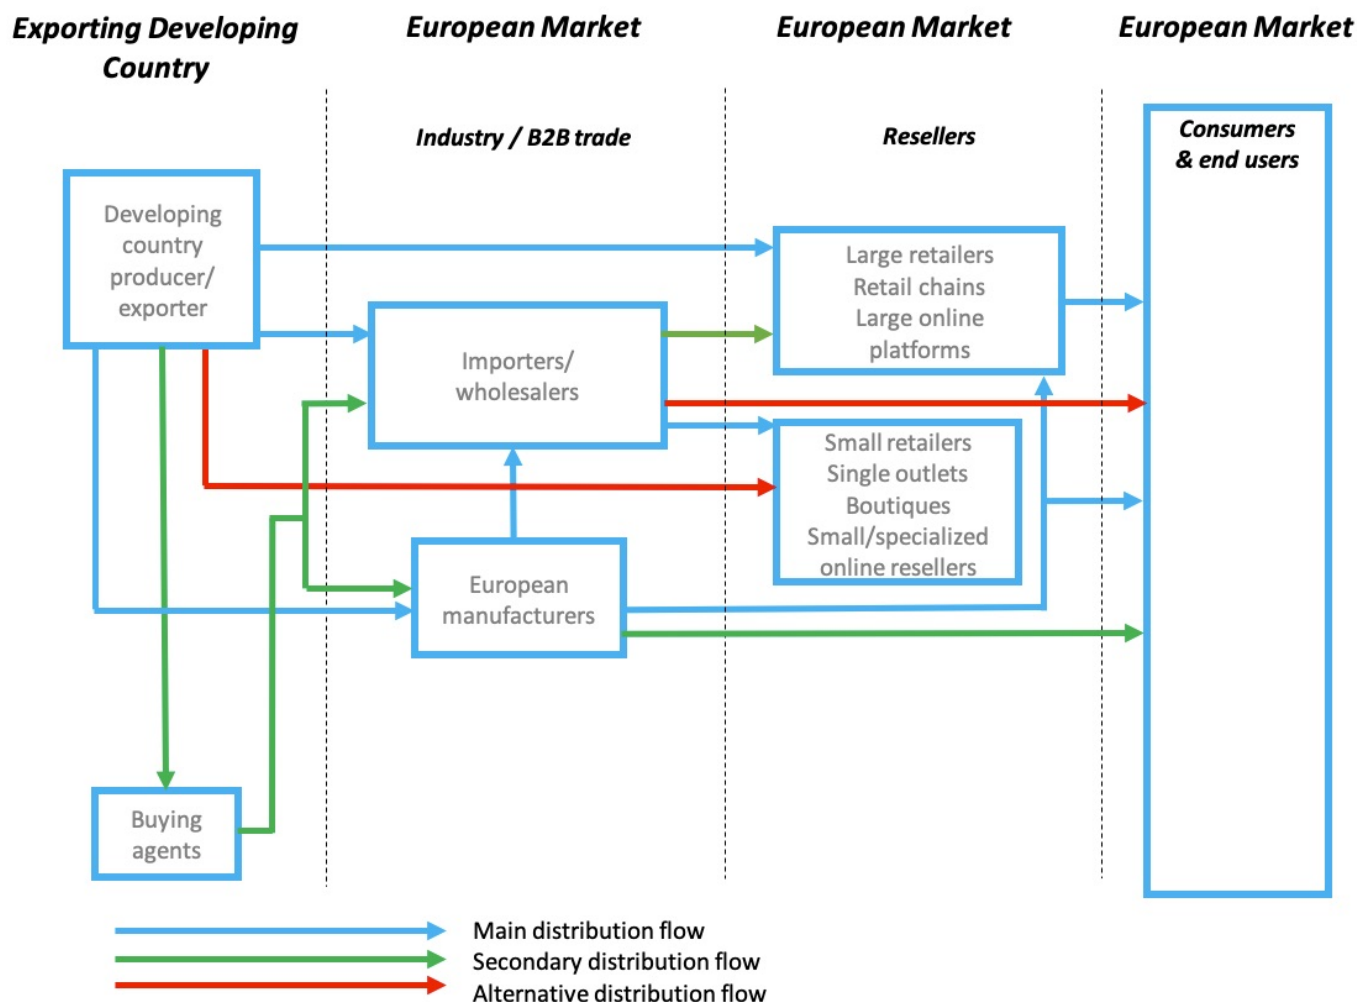 Exporting Developing
Country
European Market
European Market
European Market
Industry / B2B trade
Resellers
Consumers
& end users
Developing
country
producer/
exporter
Large retailers
Retail chains
Large online
platforms
Importers/
wholesalers
Small retailers
Single outlets
Boutiques
Small/specialized
online resellers
European
manufacturers
Buying
agents
Main distribution flow
Secondary distribution flow
Alternative distribution flow